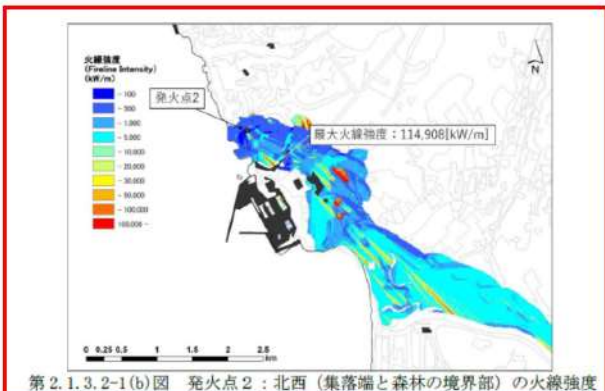 火線強度
(Fireline Intensity)
(kW/m)
- 100
- 300
- 1,000
- 5,000
- 10,000
- 20,000
- 30,000
- 50,000
- 100,000
100,000 -
発火点2
N
最大火線強度：114,908[kW/m]
0 0.25 0.5 1 1.5 2 2.5
km
第 2.1.3.2-1(b)図 発火点２：北西（集落端と森林の境界部）の火線強度